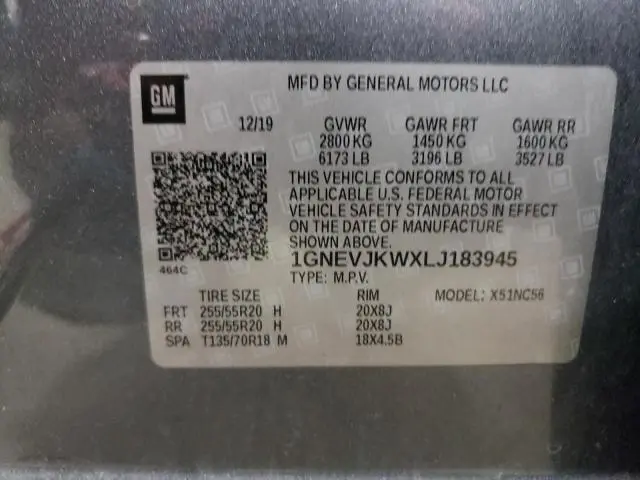 GM
MFD BY GENERAL MOTORS LLC
12/19 GVWR GAWR FRT GAWR RR
2800 KG 1450 KG 1600 KG
6173 LB 3196 LB 3527 LB
THIS VEHICLE CONFORMS TO ALL
APPLICABLE U.S. FEDERAL MOTOR
VEHICLE SAFETY STANDARDS IN EFFECT
ON THE DATE OF MANUFACTURE
SHOWN ABOVE.
464C 1GNEVJKWXLJ183945
TYPE: M.P.V.
TIRE SIZE RIM MODEL: X51NC56
FRT 255/55R20 H 20X8J
RR 255/55R20 H 20X8J
SPA T135/70R18 M 18X4.5B